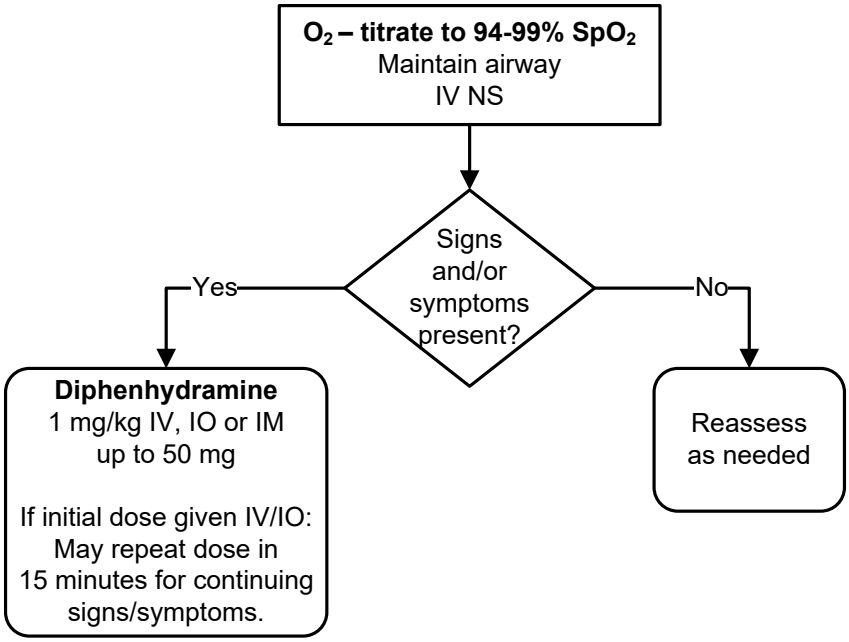 O₂ – titrate to 94-99% SpO₂
Maintain airway
IV NS
Signs
and/or
symptoms
present?
Yes
No
Diphenhydramine
1 mg/kg IV, IO or IM
up to 50 mg
If initial dose given IV/IO:
May repeat dose in
15 minutes for continuing
signs/symptoms.
Reassess
as needed